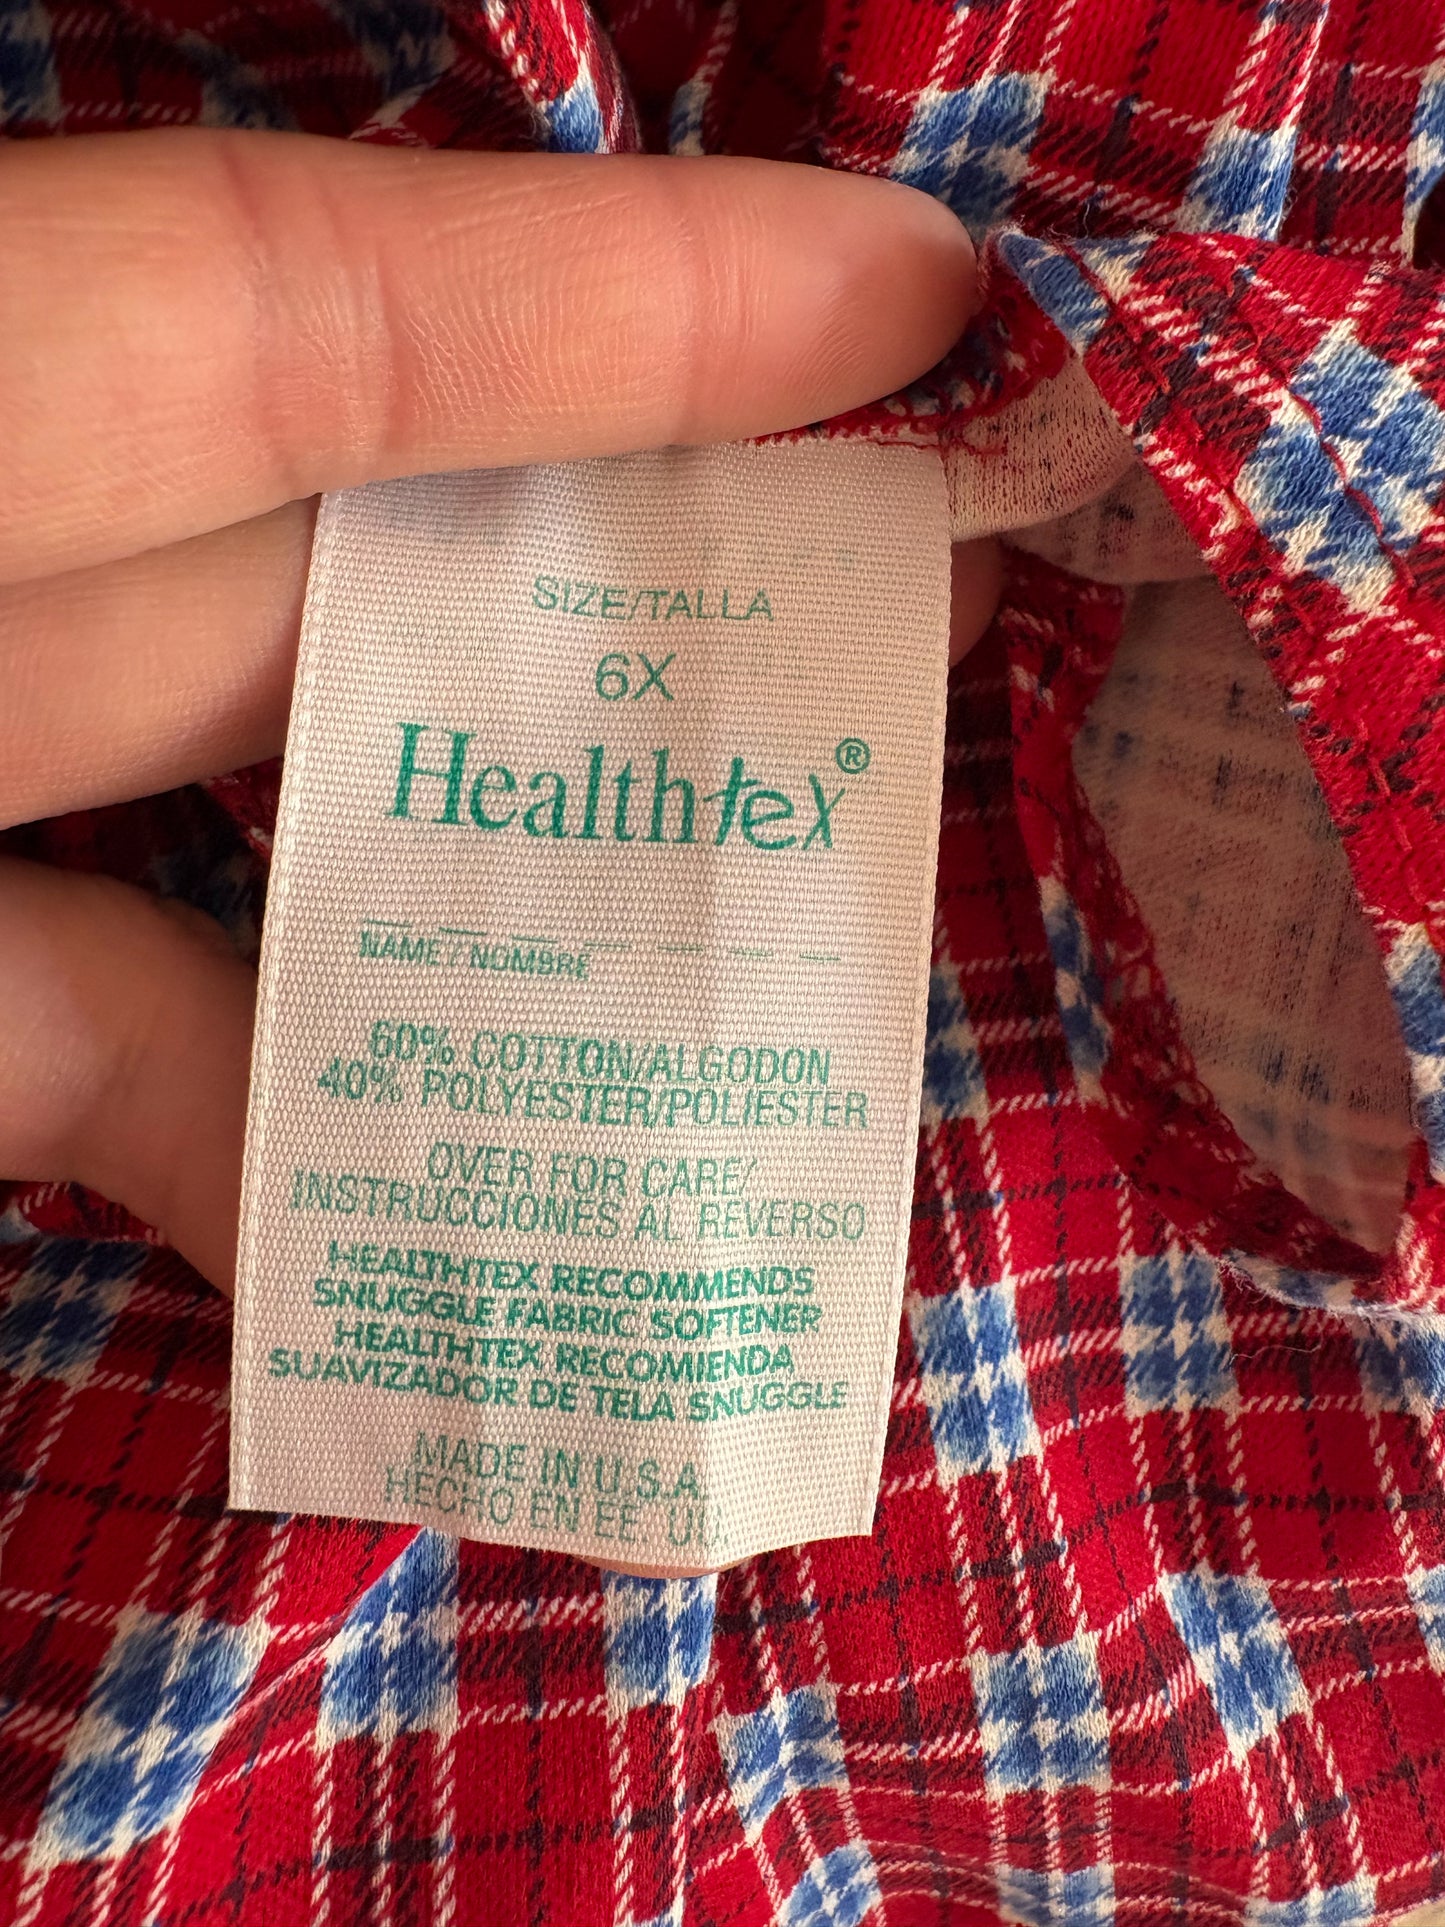 SIZE/TALLA
6X
Healthtex®
NAME / NOMBRE
60% COTTON/ALGODON
40% POLYESTER/POLIESTER
OVER FOR CARE/
INSTRUCCIONES AL REVERSO
HEALTHTEX RECOMMENDS
SNUGGLE FABRIC SOFTENER
HEALTHTEX RECOMIENDA
SUAVIZADOR DE TELA SNUGGLE
MADE IN U.S.A.
HECHO EN EE. UU